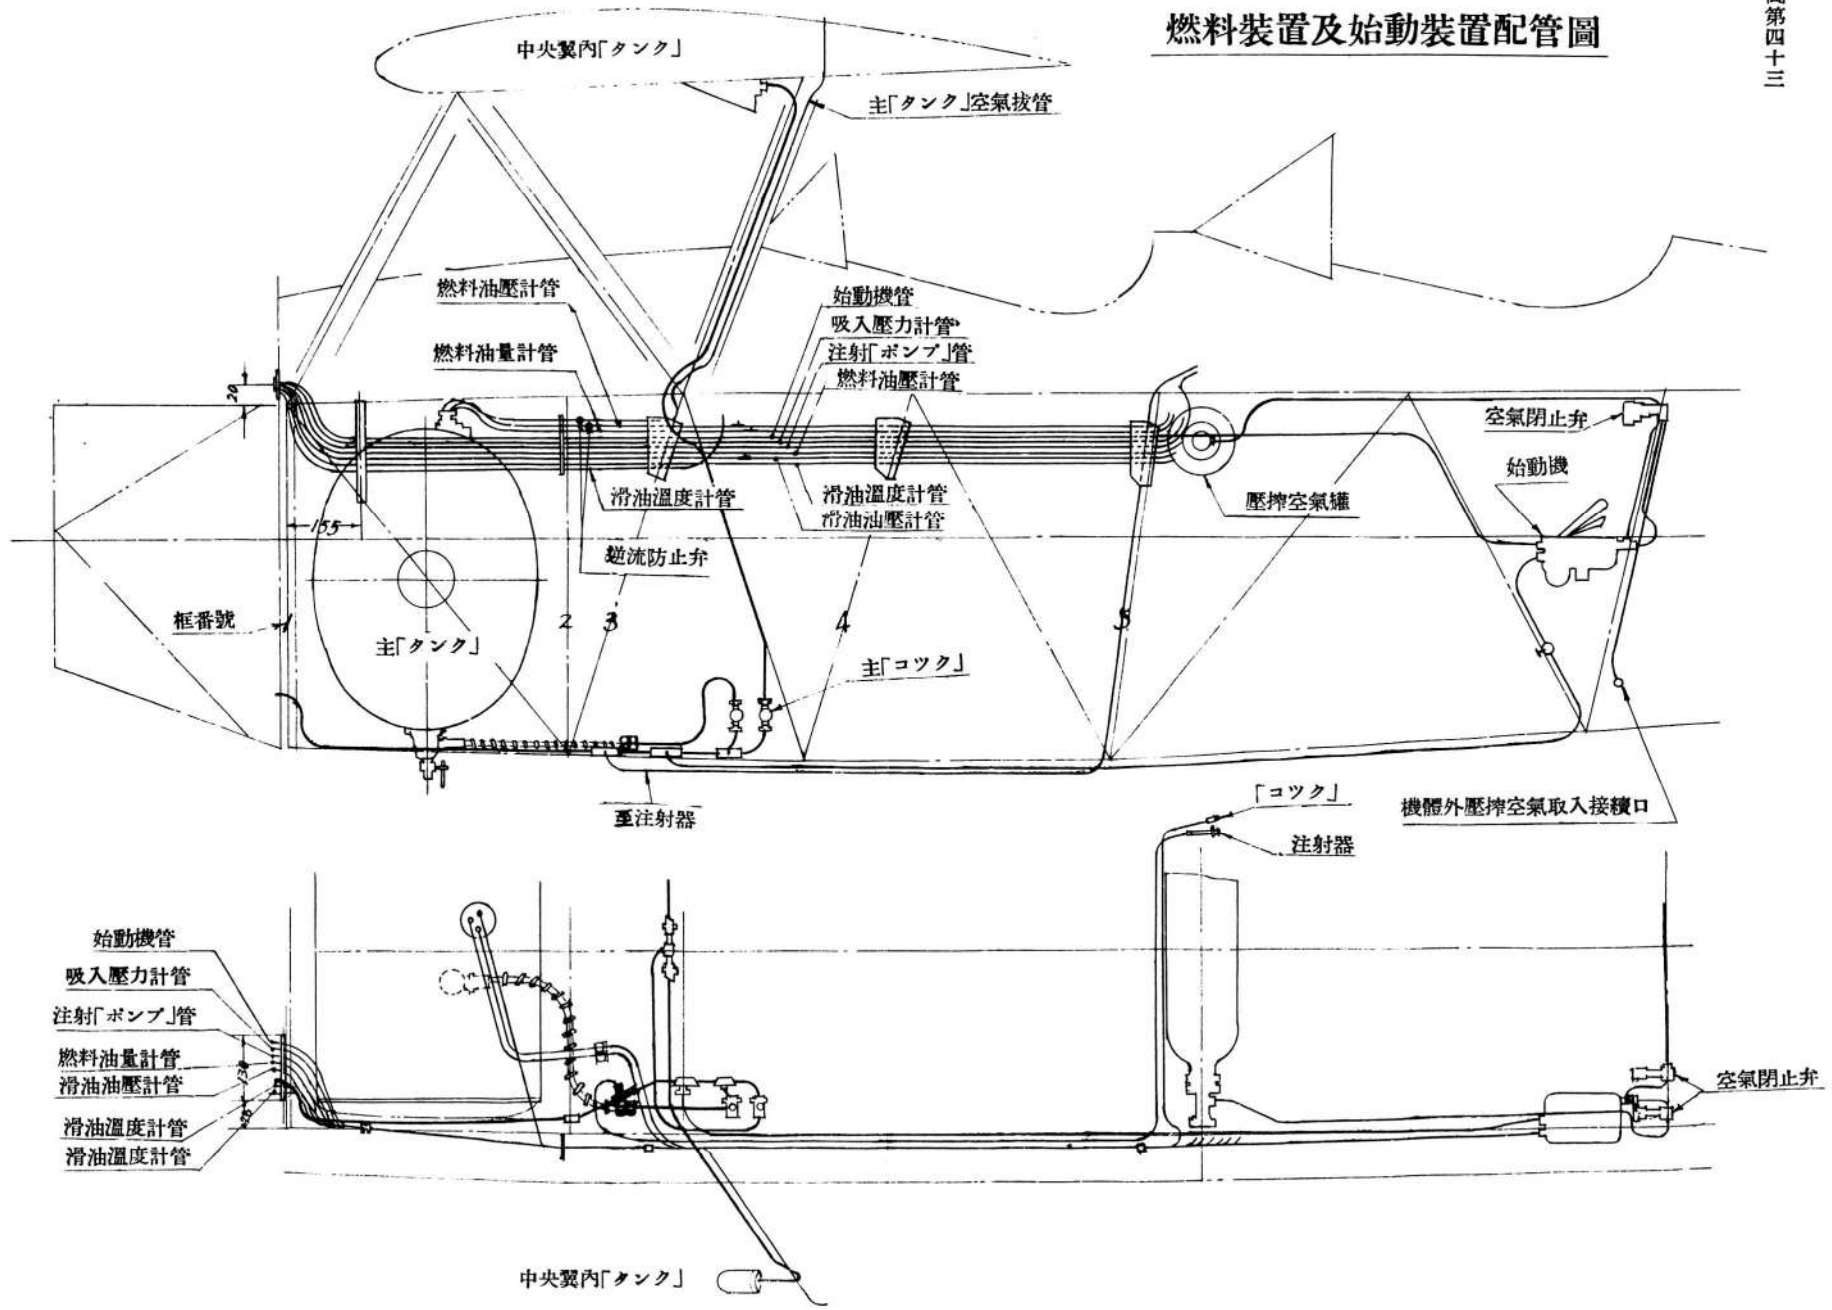 燃料装置及始動装置配管圖
第四十三
中央翼內「タンク」
主「タンク」空氣拔管
燃料油壓計管
燃料油量計管
始動機管
吸入壓力計管
注射「ポンプ」管
燃料油壓計管
20
空氣閉止弁
始動機
滑油溫度計管
滑油溫度計管
滑油油壓計管
壓搾空氣罐
155
逆流防止弁
框番號
1
2
3
4
5
主「タンク」
主「コツク」
至注射器
「コツク」
機體外壓搾空氣取入接續口
注射器
始動機管
吸入壓力計管
注射「ポンプ」管
燃料油量計管
滑油油壓計管
滑油溫度計管
滑油溫度計管
130
空氣閉止弁
中央翼內「タンク」